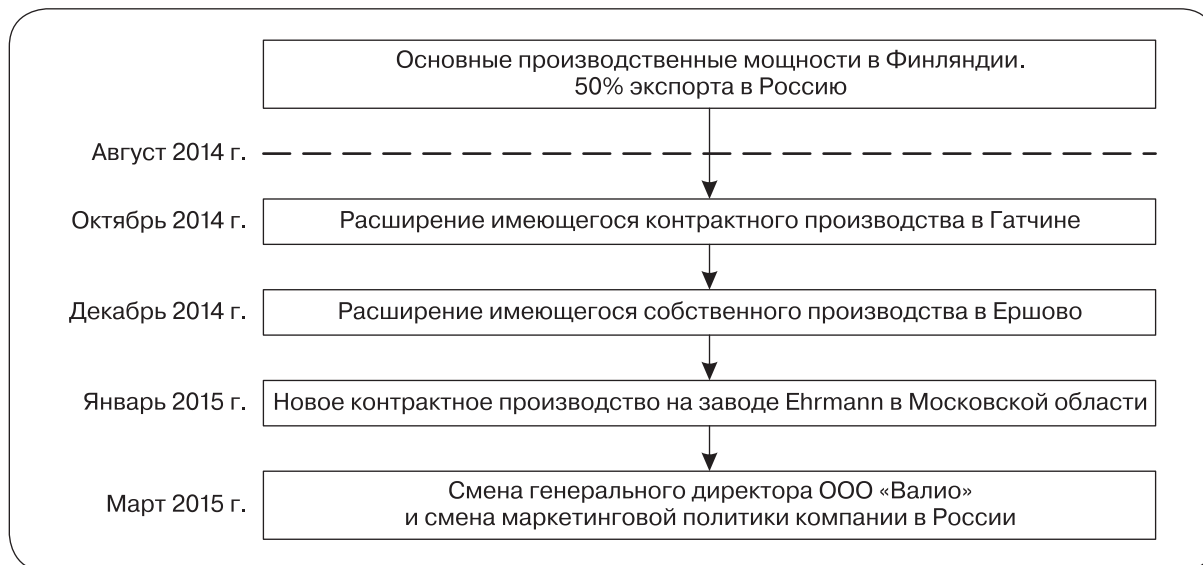 Основные производственные мощности в Финляндии.
50% экспорта в Россию
Август 2014 г.
Октябрь 2014 г.
Расширение имеющегося контрактного производства в Гатчине
Декабрь 2014 г.
Расширение имеющегося собственного производства в Ершово
Январь 2015 г.
Новое контрактное производство на заводе Ehrmann в Московской области
Март 2015 г.
Смена генерального директора ООО «Валио»
и смена маркетинговой политики компании в России